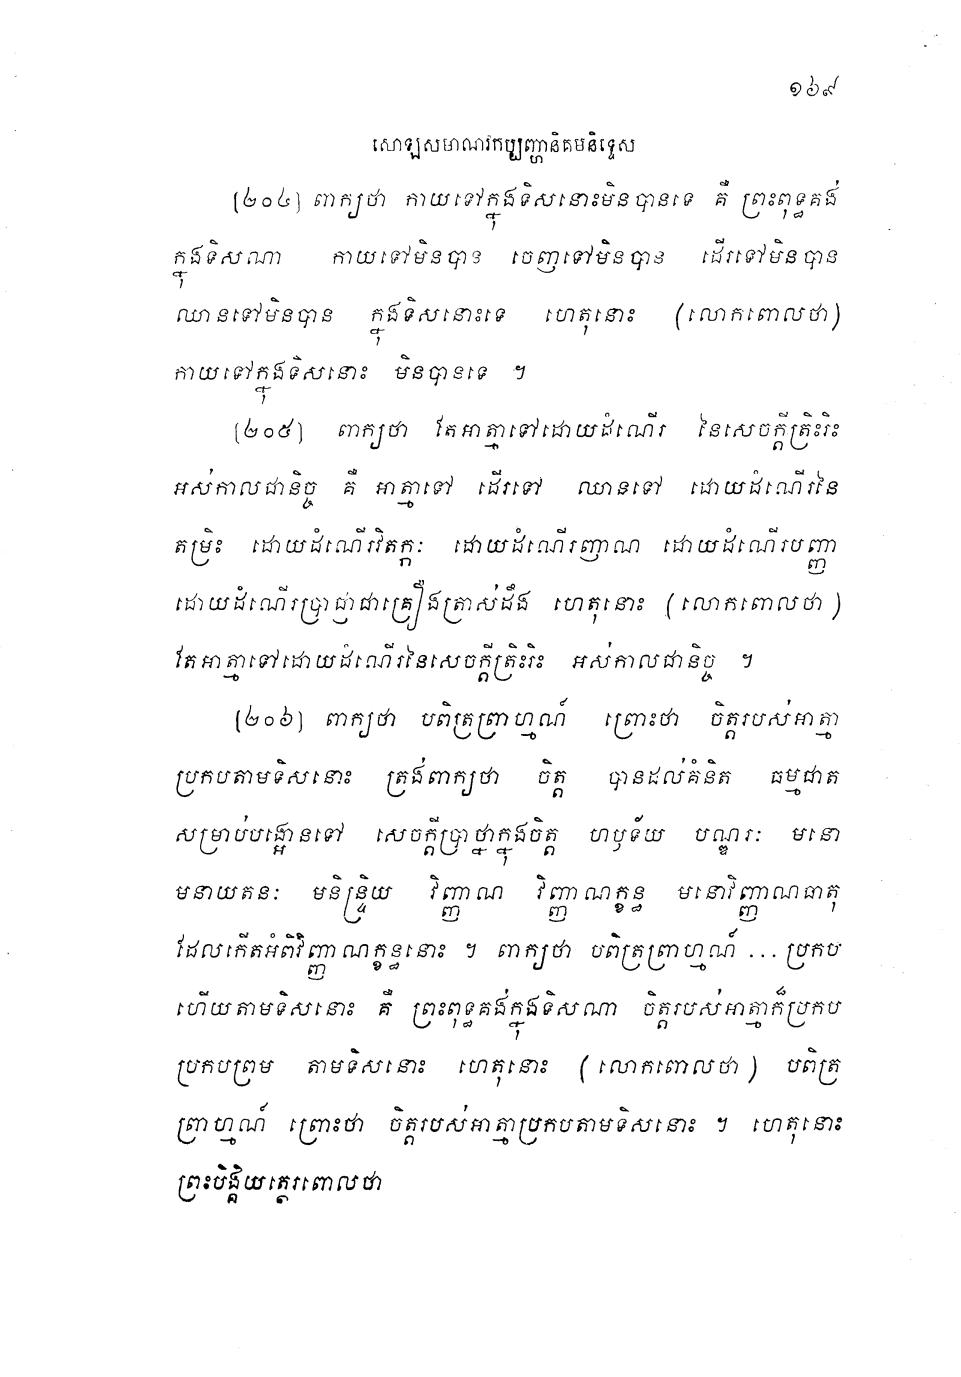 ១៦៩
សោឡសមាណវកប្បញ្ហានិគមនិទ្ទេស
[២០៤] ពាក្យថា កាយទៅក្នុងទិសនោះមិនបានទេ គឺ ព្រះពុទ្ធគង់
ក្នុងទិសណា កាយទៅមិនបាន ចេញទៅមិនបាន ដើរទៅមិនបាន
ឈានទៅមិនបាន ក្នុងទិសនោះទេ ហេតុនោះ (លោកពោលថា)
កាយទៅក្នុងទិសនោះ មិនបានទេ ។
[២០៥] ពាក្យថា តែអាត្មាទៅដោយដំណើរ នៃសេចក្តីត្រិះរិះ
អស់កាលជានិច្ច គឺ អាត្មាទៅ ដើរទៅ ឈានទៅ ដោយដំណើរនៃ
តម្រិះ ដោយដំណើរវិតក្កៈ ដោយដំណើរញាណ ដោយដំណើរបញ្ញា
ដោយដំណើរប្រាជ្ញាជាគ្រឿងត្រាស់ដឹង ហេតុនោះ (លោកពោលថា)
តែអាត្មាទៅដោយដំណើរនៃសេចក្តីត្រិះរិះ អស់កាលជានិច្ច ។
[២០៦] ពាក្យថា បពិត្រព្រាហ្មណ៍ ព្រោះថា ចិត្តរបស់អាត្មា
ប្រកបតាមទិសនោះ ត្រង់ពាក្យថា ចិត្ត បានដល់គំនិត ធម្មជាត
សម្រាប់បង្អោនទៅ សេចក្តីប្រាថ្នាក្នុងចិត្ត ហឫទ័យ បណ្ឌរៈ មនោ
មនាយតនៈ មនិន្ទ្រិយ វិញ្ញាណ វិញ្ញាណក្ខន្ធ មនោវិញ្ញាណធាតុ
ដែលកើតអំពីវិញ្ញាណក្ខន្ធនោះ ។ ពាក្យថា បពិត្រព្រាហ្មណ៍ ... ប្រកប
ហើយតាមទិសនោះ គឺ ព្រះពុទ្ធគង់ក្នុងទិសណា ចិត្តរបស់អាត្មាក៏ប្រកប
ប្រកបព្រម តាមទិសនោះ ហេតុនោះ (លោកពោលថា) បពិត្រ
ព្រាហ្មណ៍ ព្រោះថា ចិត្តរបស់អាត្មាប្រកបតាមទិសនោះ ។ ហេតុនោះ
ព្រះបិង្គិយត្ថេរពោលថា